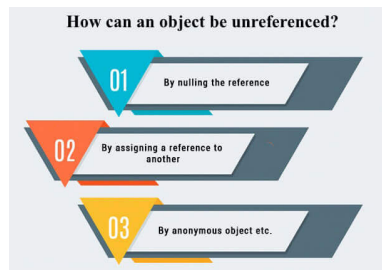 How can an object be unreferenced?
01
By nulling the reference
02
By assigning a reference to
another
03
By anonymous object etc.